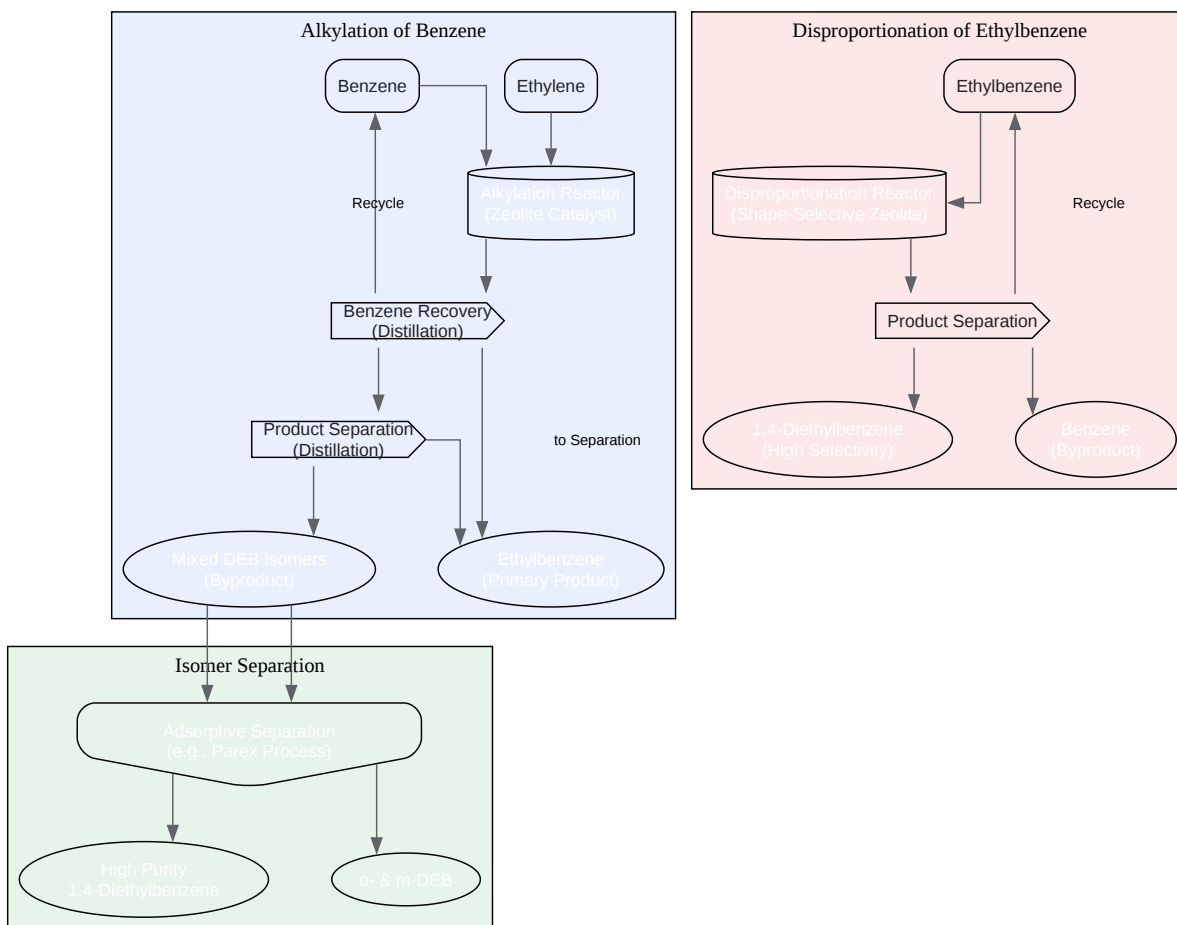 Alkylation of Benzene
Benzene
Ethylene
Alkylation Reactor
(Zeolite Catalyst)
Recycle
Benzene Recovery
(Distillation)
Product Separation
(Distillation)
to Separation
Mixed DEB Isomers
(Byproduct)
Ethylbenzene
(Primary Product)
Disproportionation of Ethylbenzene
Ethylbenzene
Disproportionation Reactor
(Shape-Selective Zeolite)
Recycle
Product Separation
1,4-Diethylbenzene
(High Selectivity)
Benzene
(Byproduct)
Isomer Separation
Adsorptive Separation
(e.g., Parex Process)
High Purity
1,4-Diethylbenzene
o- & m-DEB